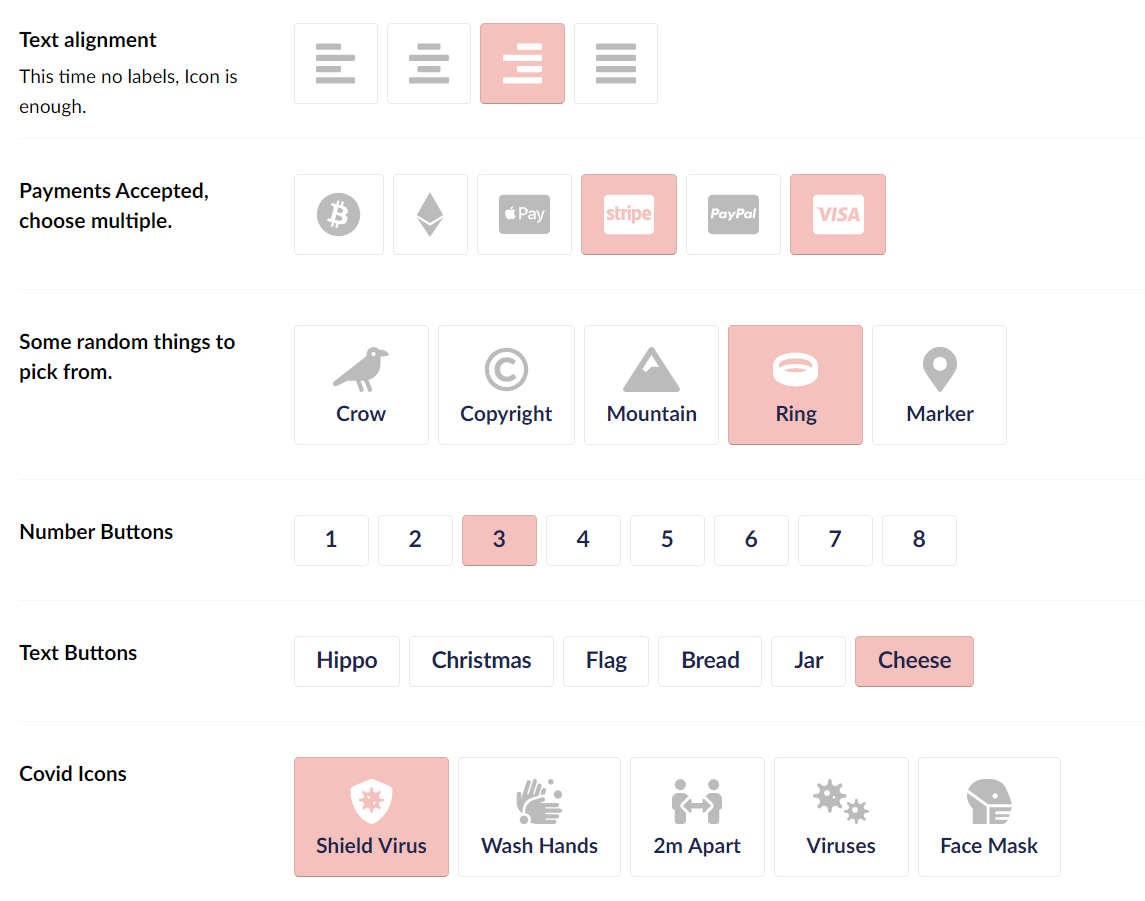 Text alignment
This time no labels, Icon is
enough.
Payments Accepted,
choose multiple.
Pay
stripe
PayPal
VISA
Some random things to
pick from.
Crow
Copyright
Mountain
Ring
Marker
Number Buttons
1
2
3
4
5
6
7
8
Text Buttons
Hippo
Christmas
Flag
Bread
Jar
Cheese
Covid Icons
Shield Virus
Wash Hands
2m Apart
Viruses
Face Mask